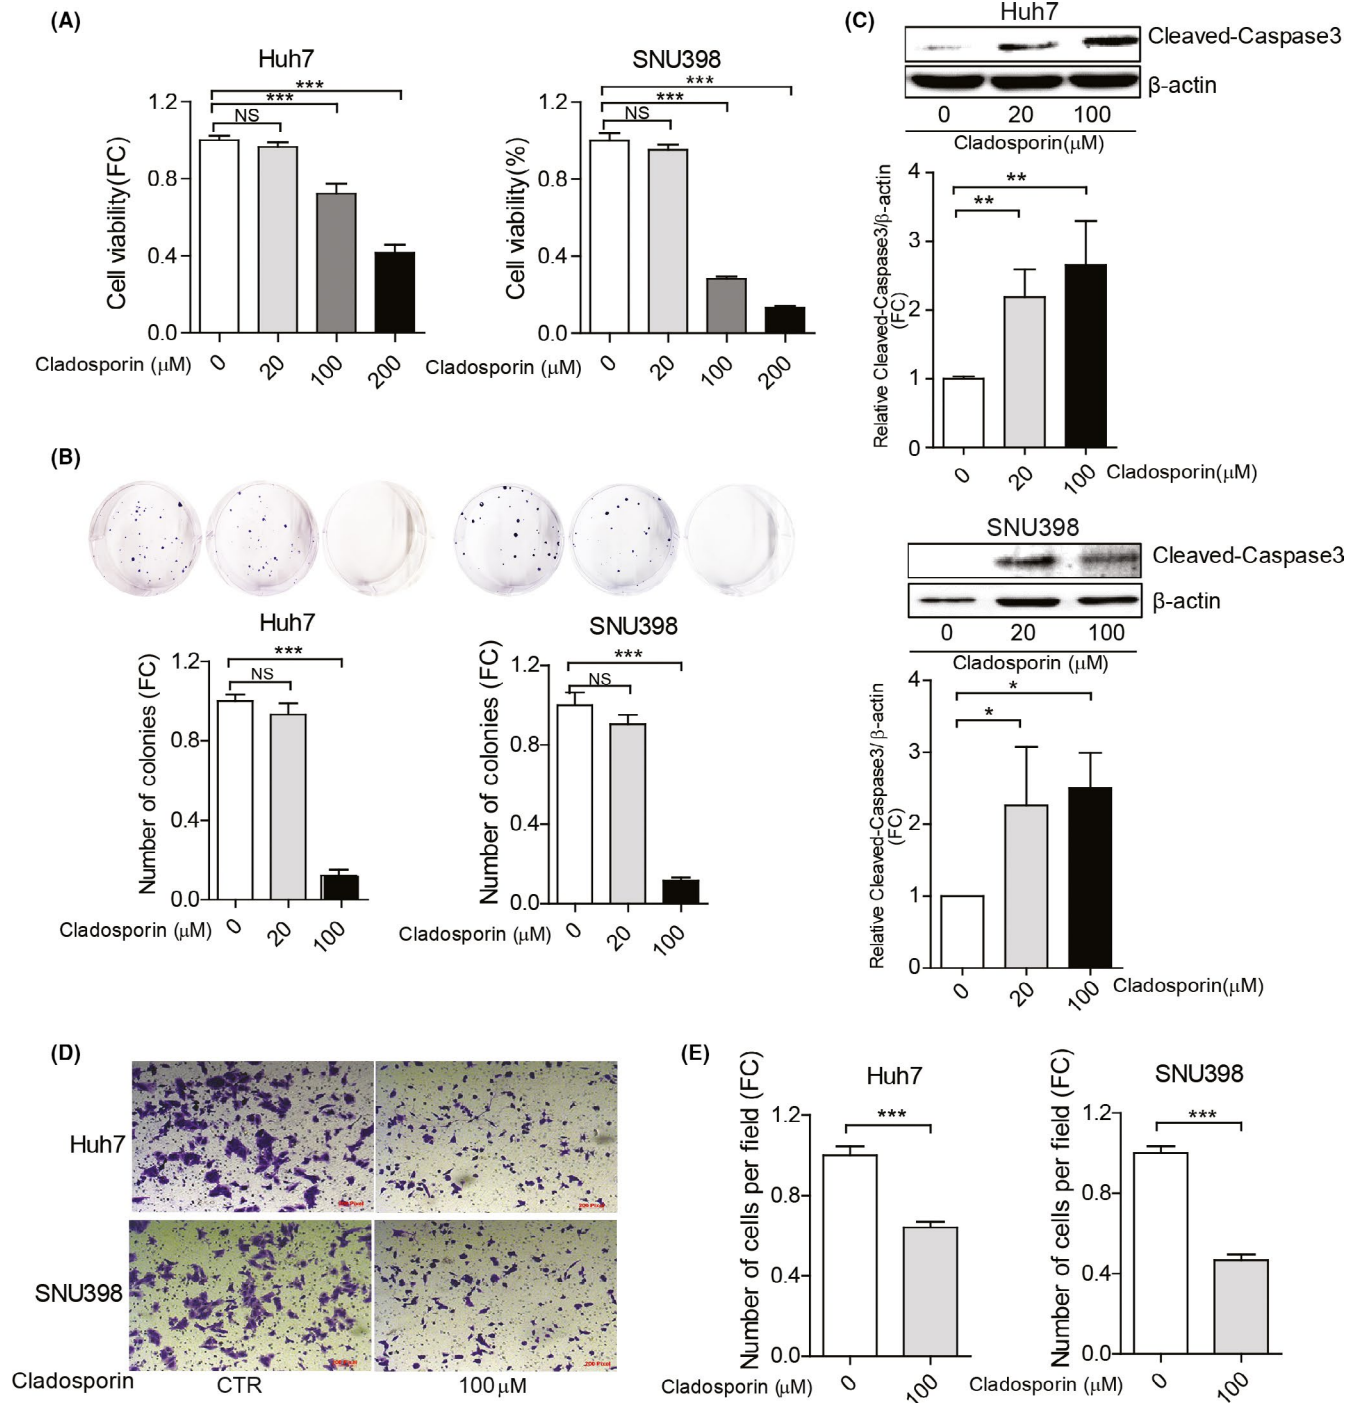 (A)
Huh7
***
***
NS
1.2
0.8
0.4
0.0
Cell viability(FC)
Cladosporin (μM)
0
20
100
200
SNU398
***
***
NS
1.2
0.8
0.4
0.0
Cell viability(%)
Cladosporin (μM)
0
20
100
200
(B)
Huh7
***
NS
1.2
0.8
0.4
0.0
Number of colonies (FC)
Cladosporin (μM)
0
20
100
SNU398
***
NS
1.2
0.8
0.4
0.0
Number of colonies (FC)
Cladosporin (μM)
0
20
100
(C)
Huh7
Cleaved-Caspase3
β-actin
0 20 100
Cladosporin(μM)
**
**
4
3
2
1
0
Relative Cleaved-Caspase3/β-actin
(FC)
0
20
100
Cladosporin(μM)
SNU398
Cleaved-Caspase3
β-actin
0 20 100
Cladosporin (μM)
*
*
4
3
2
1
0
Relative Cleaved-Caspase3/ β-actin
(FC)
0
20
100
Cladosporin(μM)
(D)
Huh7
200 Pixel
SNU398
200 Pixel
Cladosporin
CTR
100 μM
(E)
Huh7
***
1.2
0.8
0.4
0.0
Number of cells per field (FC)
Cladosporin (μM)
0
100
SNU398
***
1.2
0.8
0.4
0.0
Number of cells per field (FC)
Cladosporin (μM)
0
100